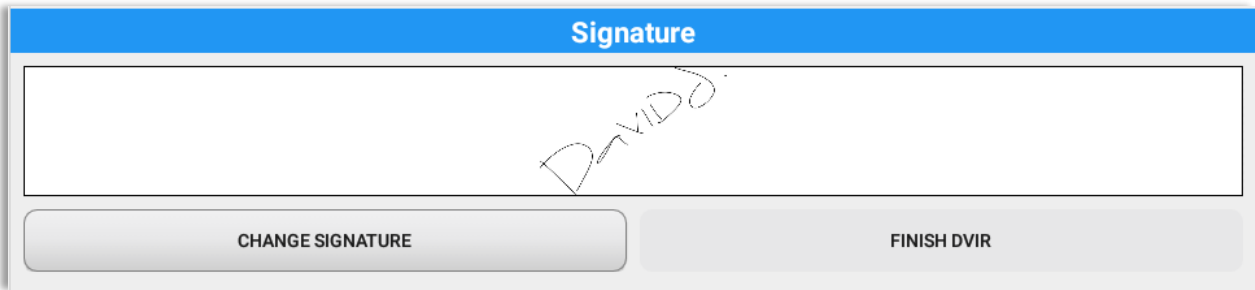 Signature
DAVID J.
CHANGE SIGNATURE
FINISH DVIR